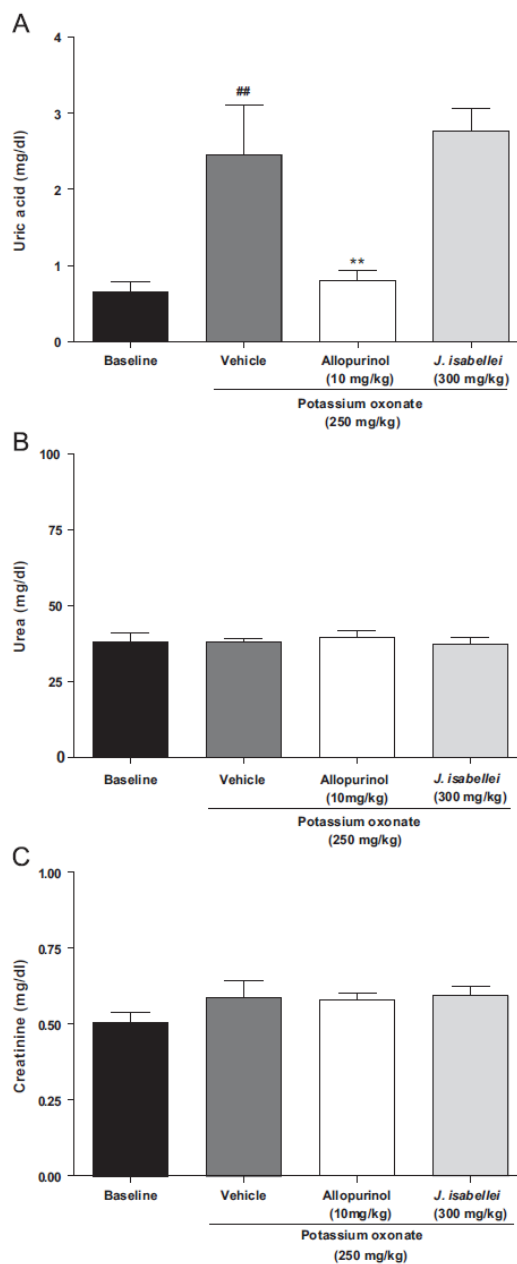 A
Uric acid (mg/dl)
4
3
2
1
0
##
**
Baseline Vehicle Allopurinol J. isabellei
(10 mg/kg) (300 mg/kg)
Potassium oxonate
(250 mg/kg)
B
Urea (mg/dl)
100
75
50
25
0
Baseline Vehicle Allopurinol J. isabellei
(10mg/kg) (300 mg/kg)
Potassium oxonate
(250 mg/kg)
C
Creatinine (mg/dl)
1.00
0.75
0.50
0.25
0.00
Baseline Vehicle Allopurinol J. isabellei
(10mg/kg) (300 mg/kg)
Potassium oxonate
(250 mg/kg)